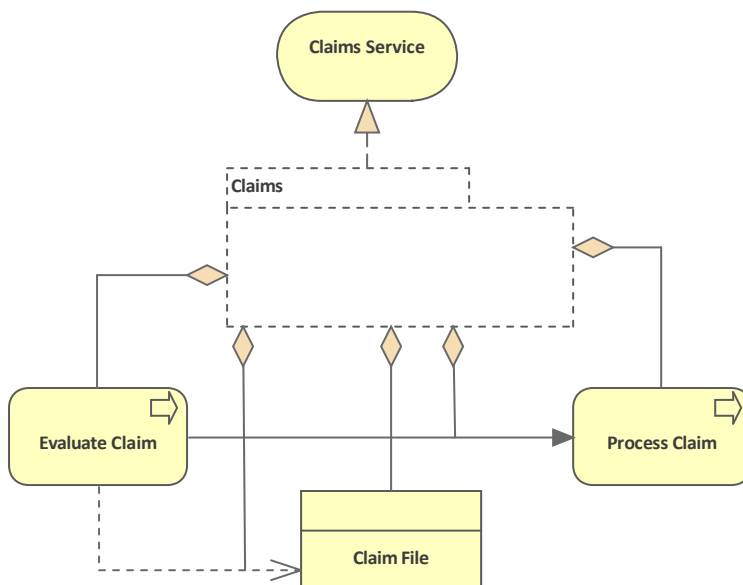 Claims Service
Claims
Evaluate Claim
Process Claim
Claim File